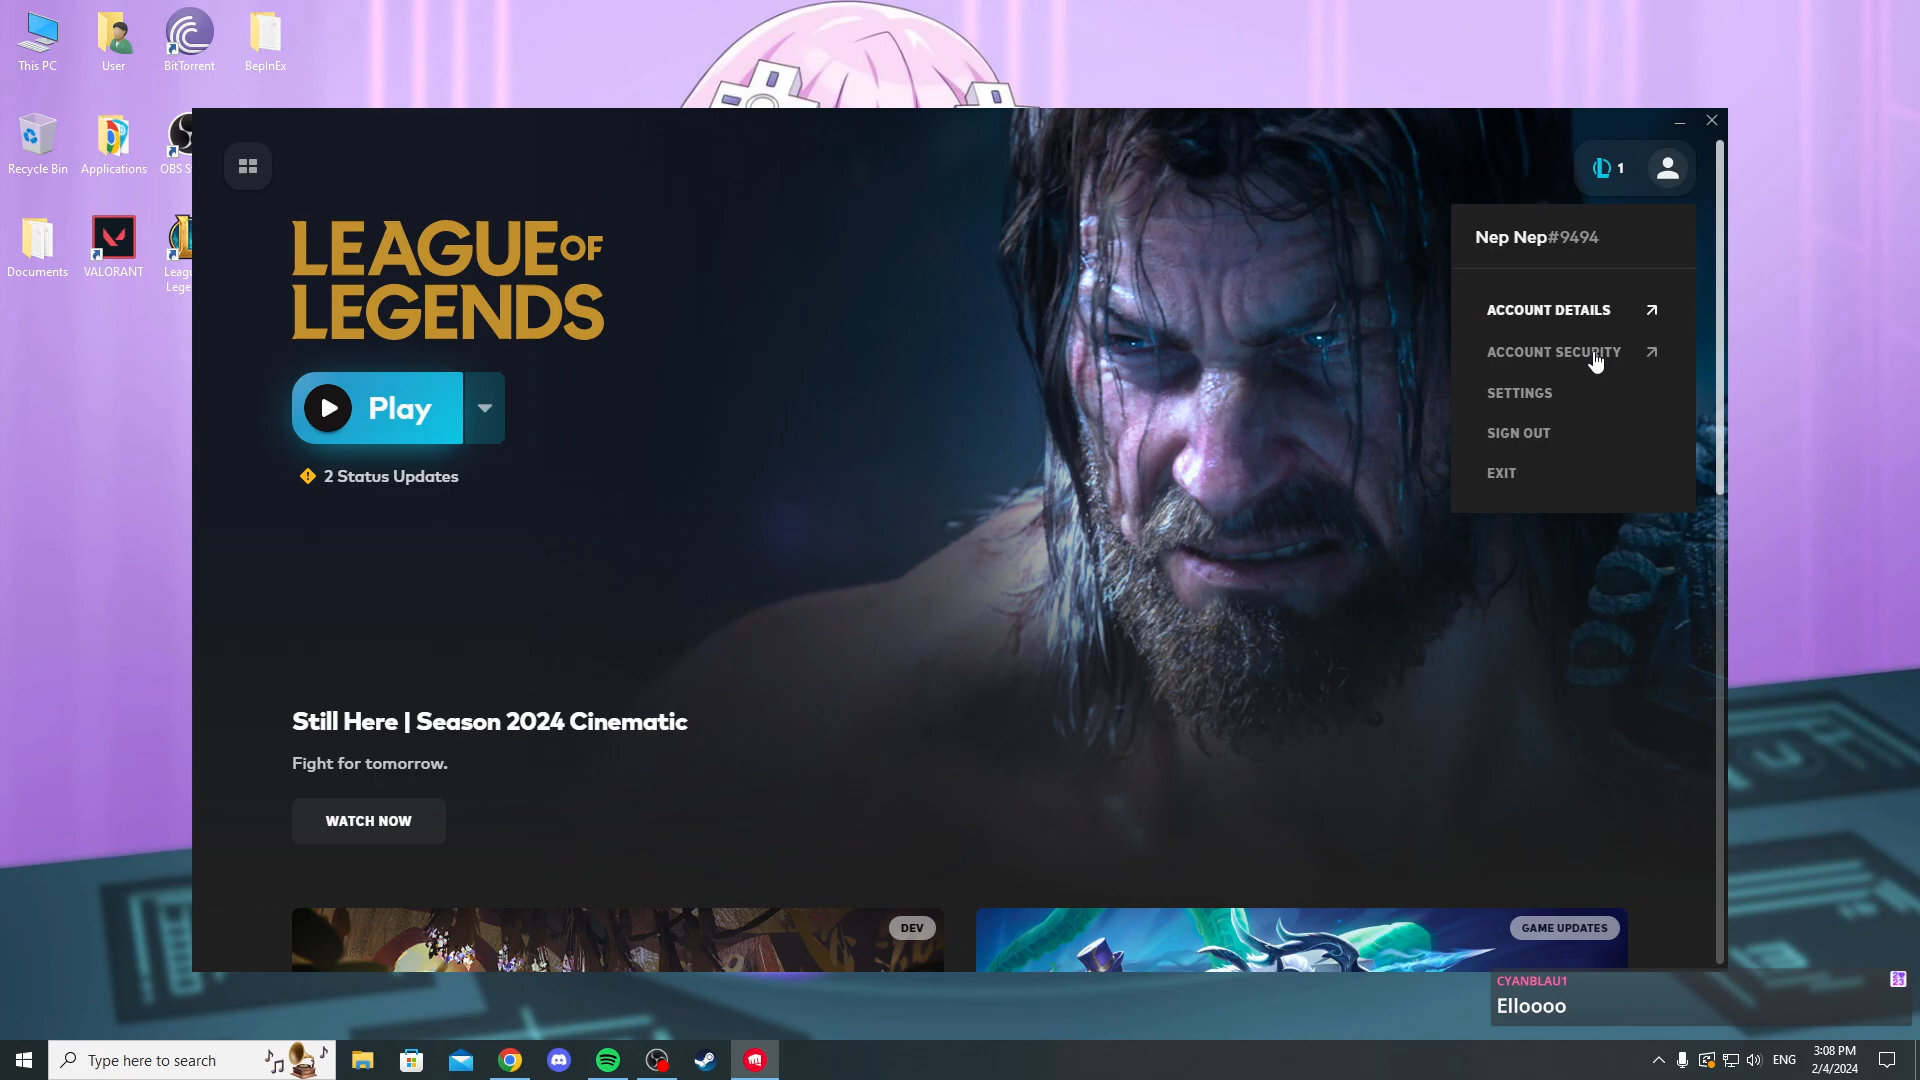 This PC
User
BitTorrent
BepInEx
Recycle Bin
Applications
OBS S
Documents
VALORANT
Leagu
Lege
LEAGUE OF
LEGENDS
Play
2 Status Updates
1
Nep Nep#9494
ACCOUNT DETAILS
ACCOUNT SECURITY
SETTINGS
SIGN OUT
EXIT
Still Here | Season 2024 Cinematic
Fight for tomorrow.
WATCH NOW
DEV
GAME UPDATES
CYANBLAU1
Elloooo
Type here to search
ENG
3:08 PM
2/4/2024